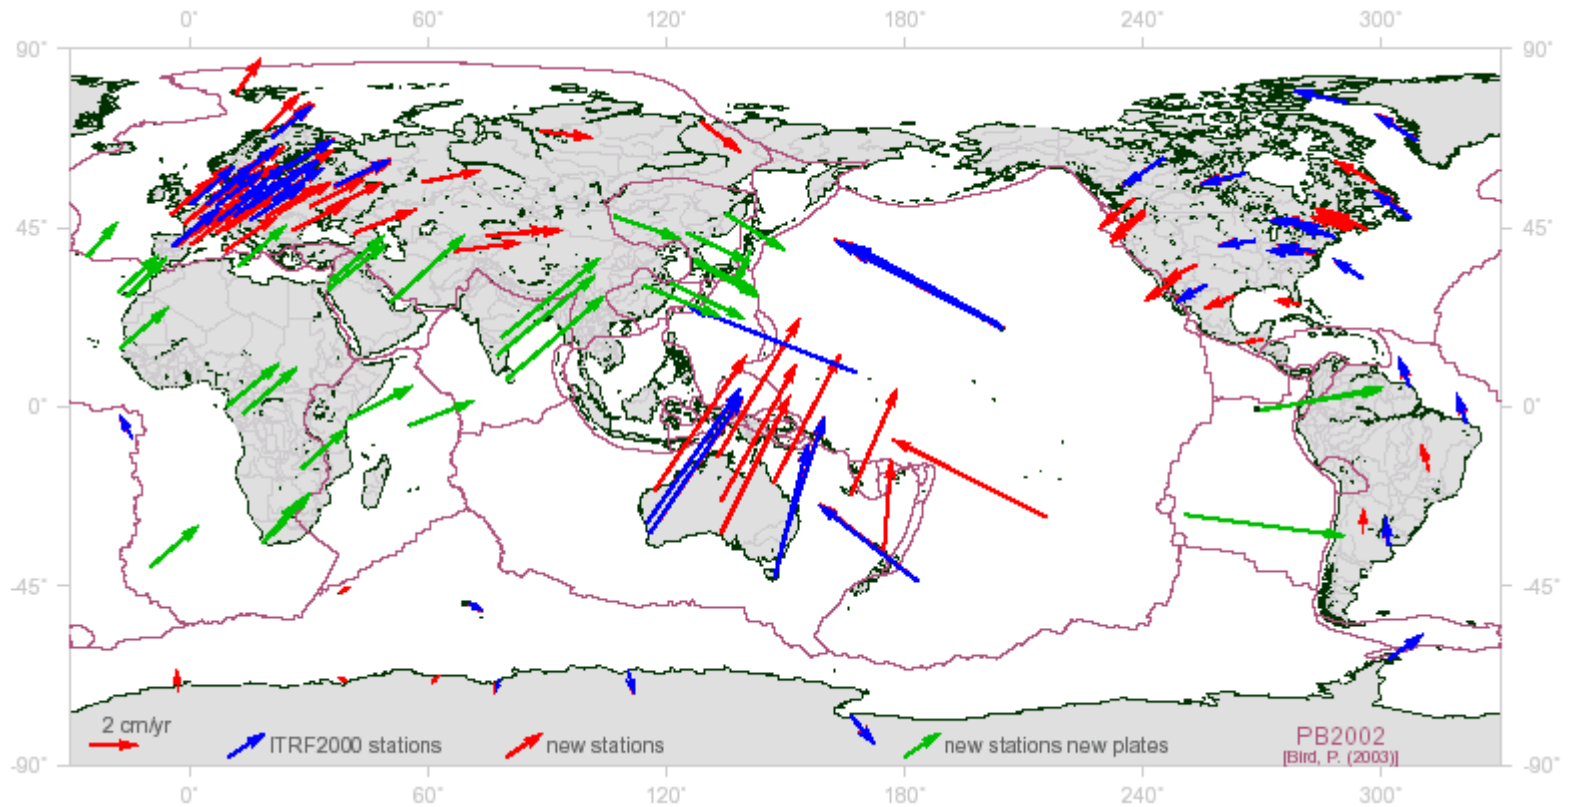 0° 60° 120° 180° 240° 300°
90° 90°
45° 45°
0° 0°
-45° -45°
2 cm/yr
ITRF2000 stations new stations new stations new plates
PB2002
[Bird, P. (2003)]
-90° -90°
0° 60° 120° 180° 240° 300°